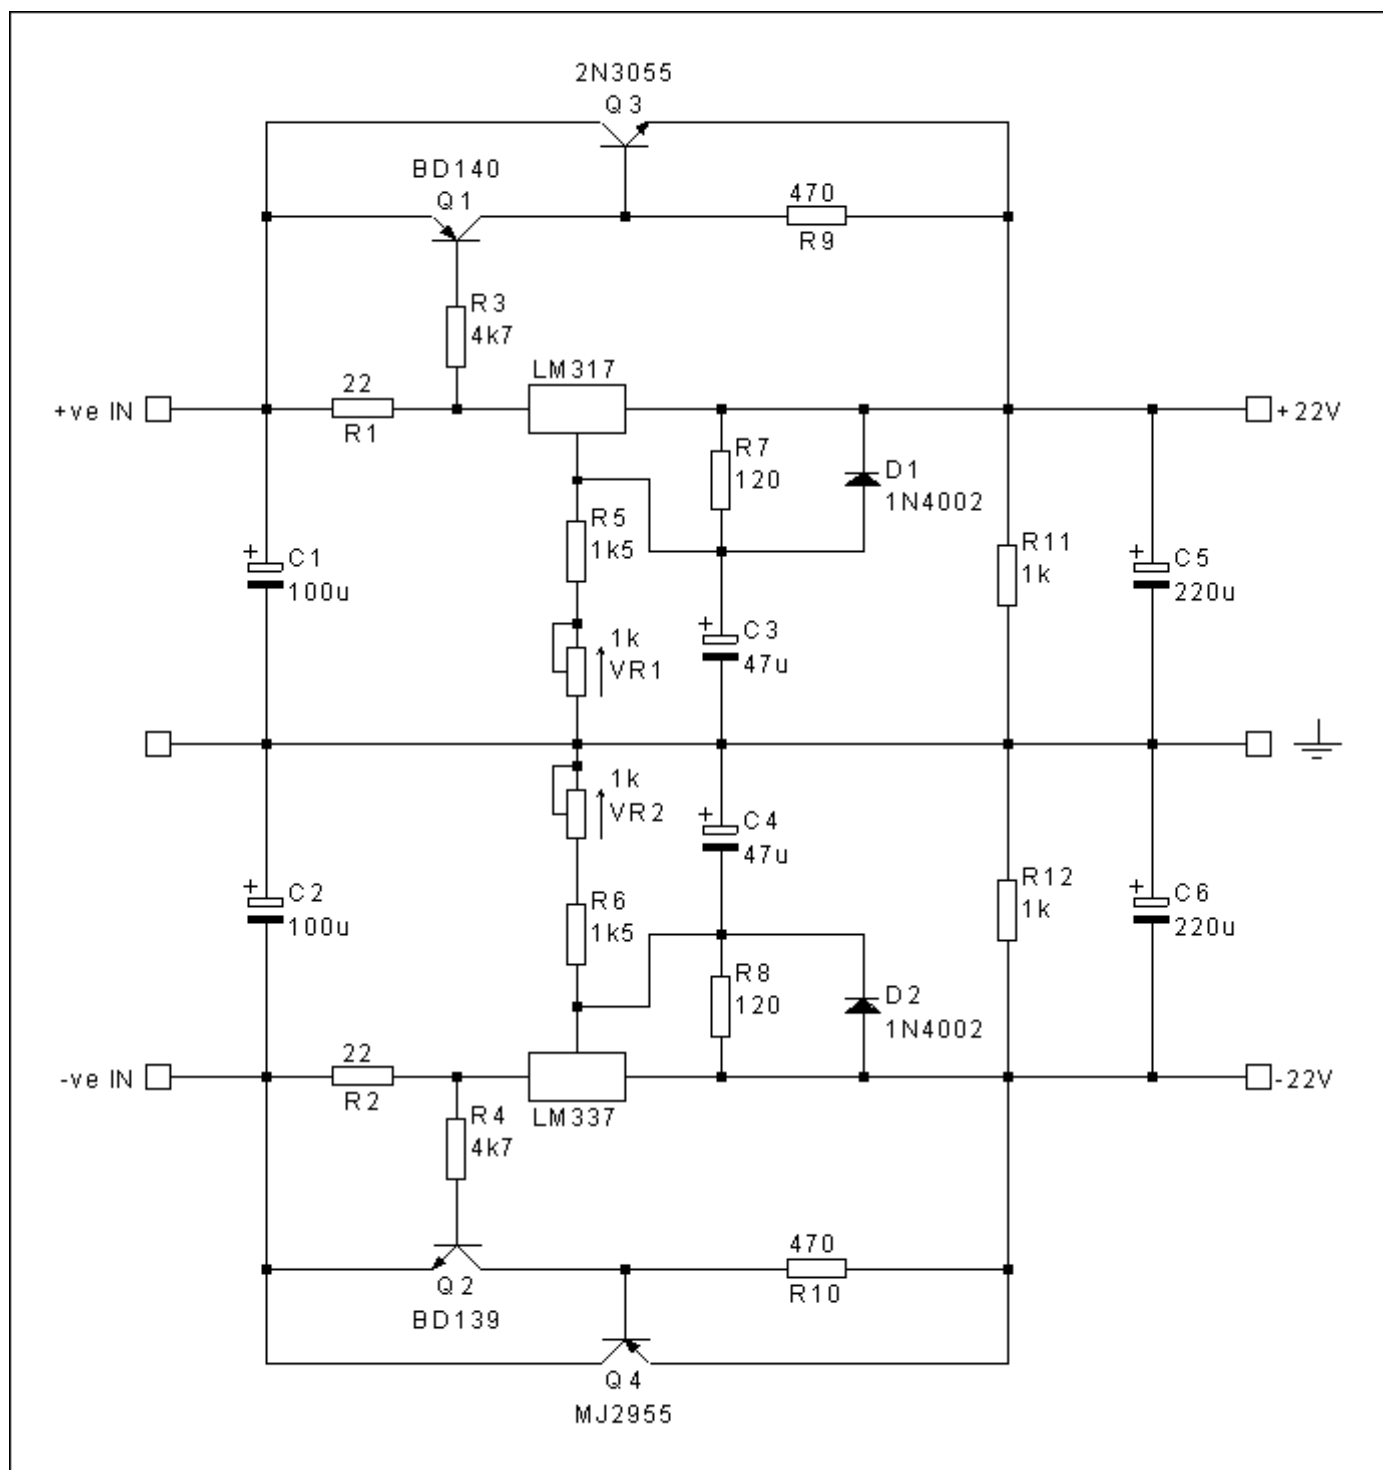 2N3055
Q3
BD140
Q1
470
R9
R3
4k7
LM317
22
R1
+ve IN
+22V
R7
120
D1
1N4002
R5
1k5
R11
1k
+
C1
100u
+
C5
220u
+
C3
47u
1k
VR1
1k
VR2
+
C4
47u
+
C2
100u
R6
1k5
R12
1k
+
C6
220u
R8
120
D2
1N4002
22
R2
-ve IN
-22V
LM337
R4
4k7
470
R10
Q2
BD139
Q4
MJ2955